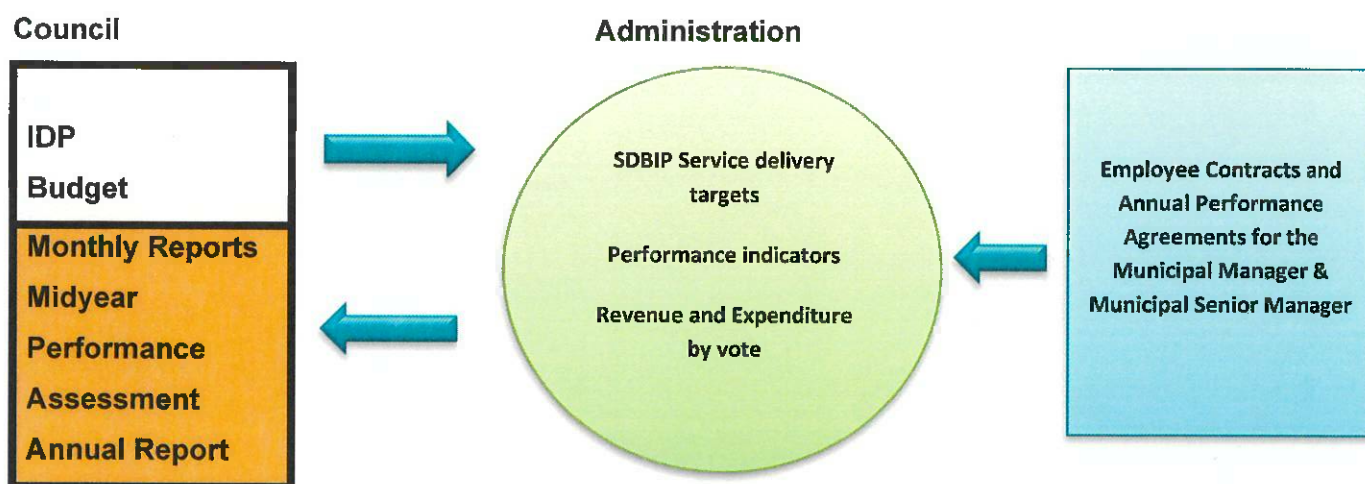 Council
IDP
Budget
Monthly Reports
Midyear
Performance
Assessment
Annual Report
Administration
SDBIP Service delivery
targets
Performance indicators
Revenue and Expenditure
by vote
Employee Contracts and
Annual Performance
Agreements for the
Municipal Manager &
Municipal Senior Manager